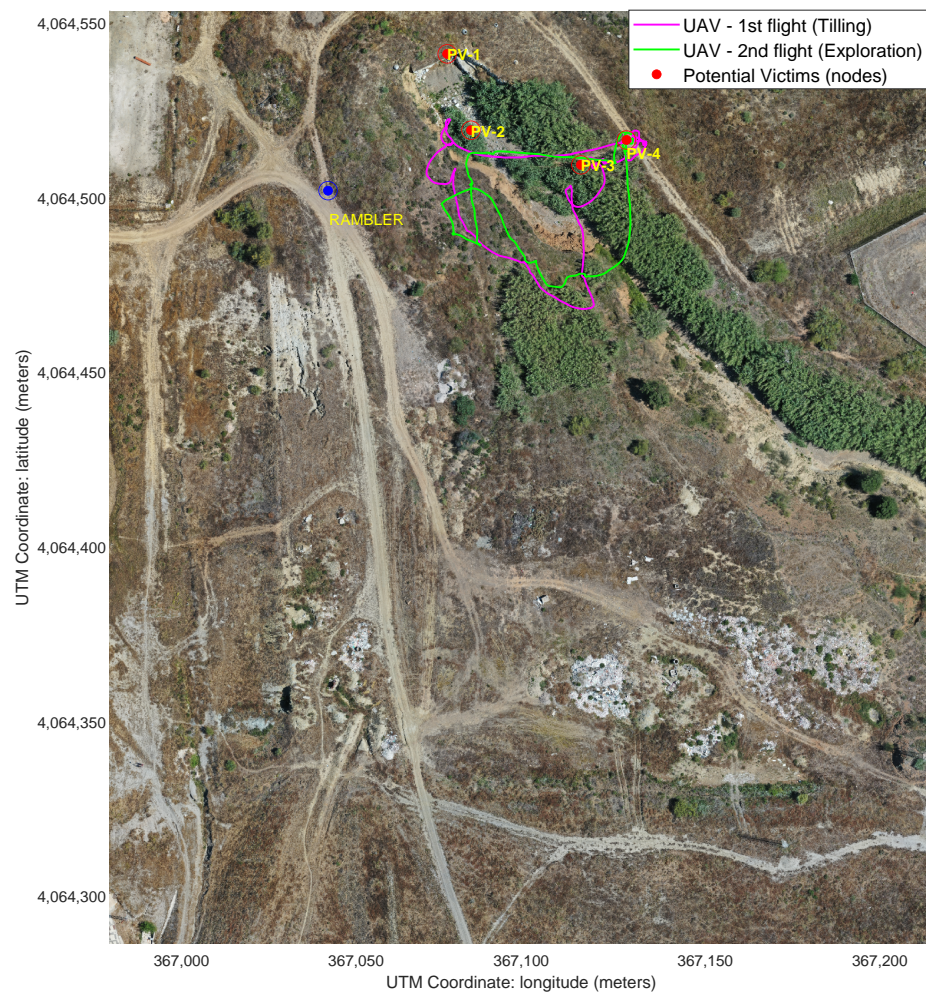 4,064,550
UAV - 1st flight (Tilling)
UAV - 2nd flight (Exploration)
Potential Victims (nodes)
PV-1
PV-2
PV-4
PV-3
4,064,500
RAMBLER
4,064,450
4,064,400
4,064,350
4,064,300
UTM Coordinate: latitude (meters)
367,000
367,050
367,100
367,150
367,200
UTM Coordinate: longitude (meters)